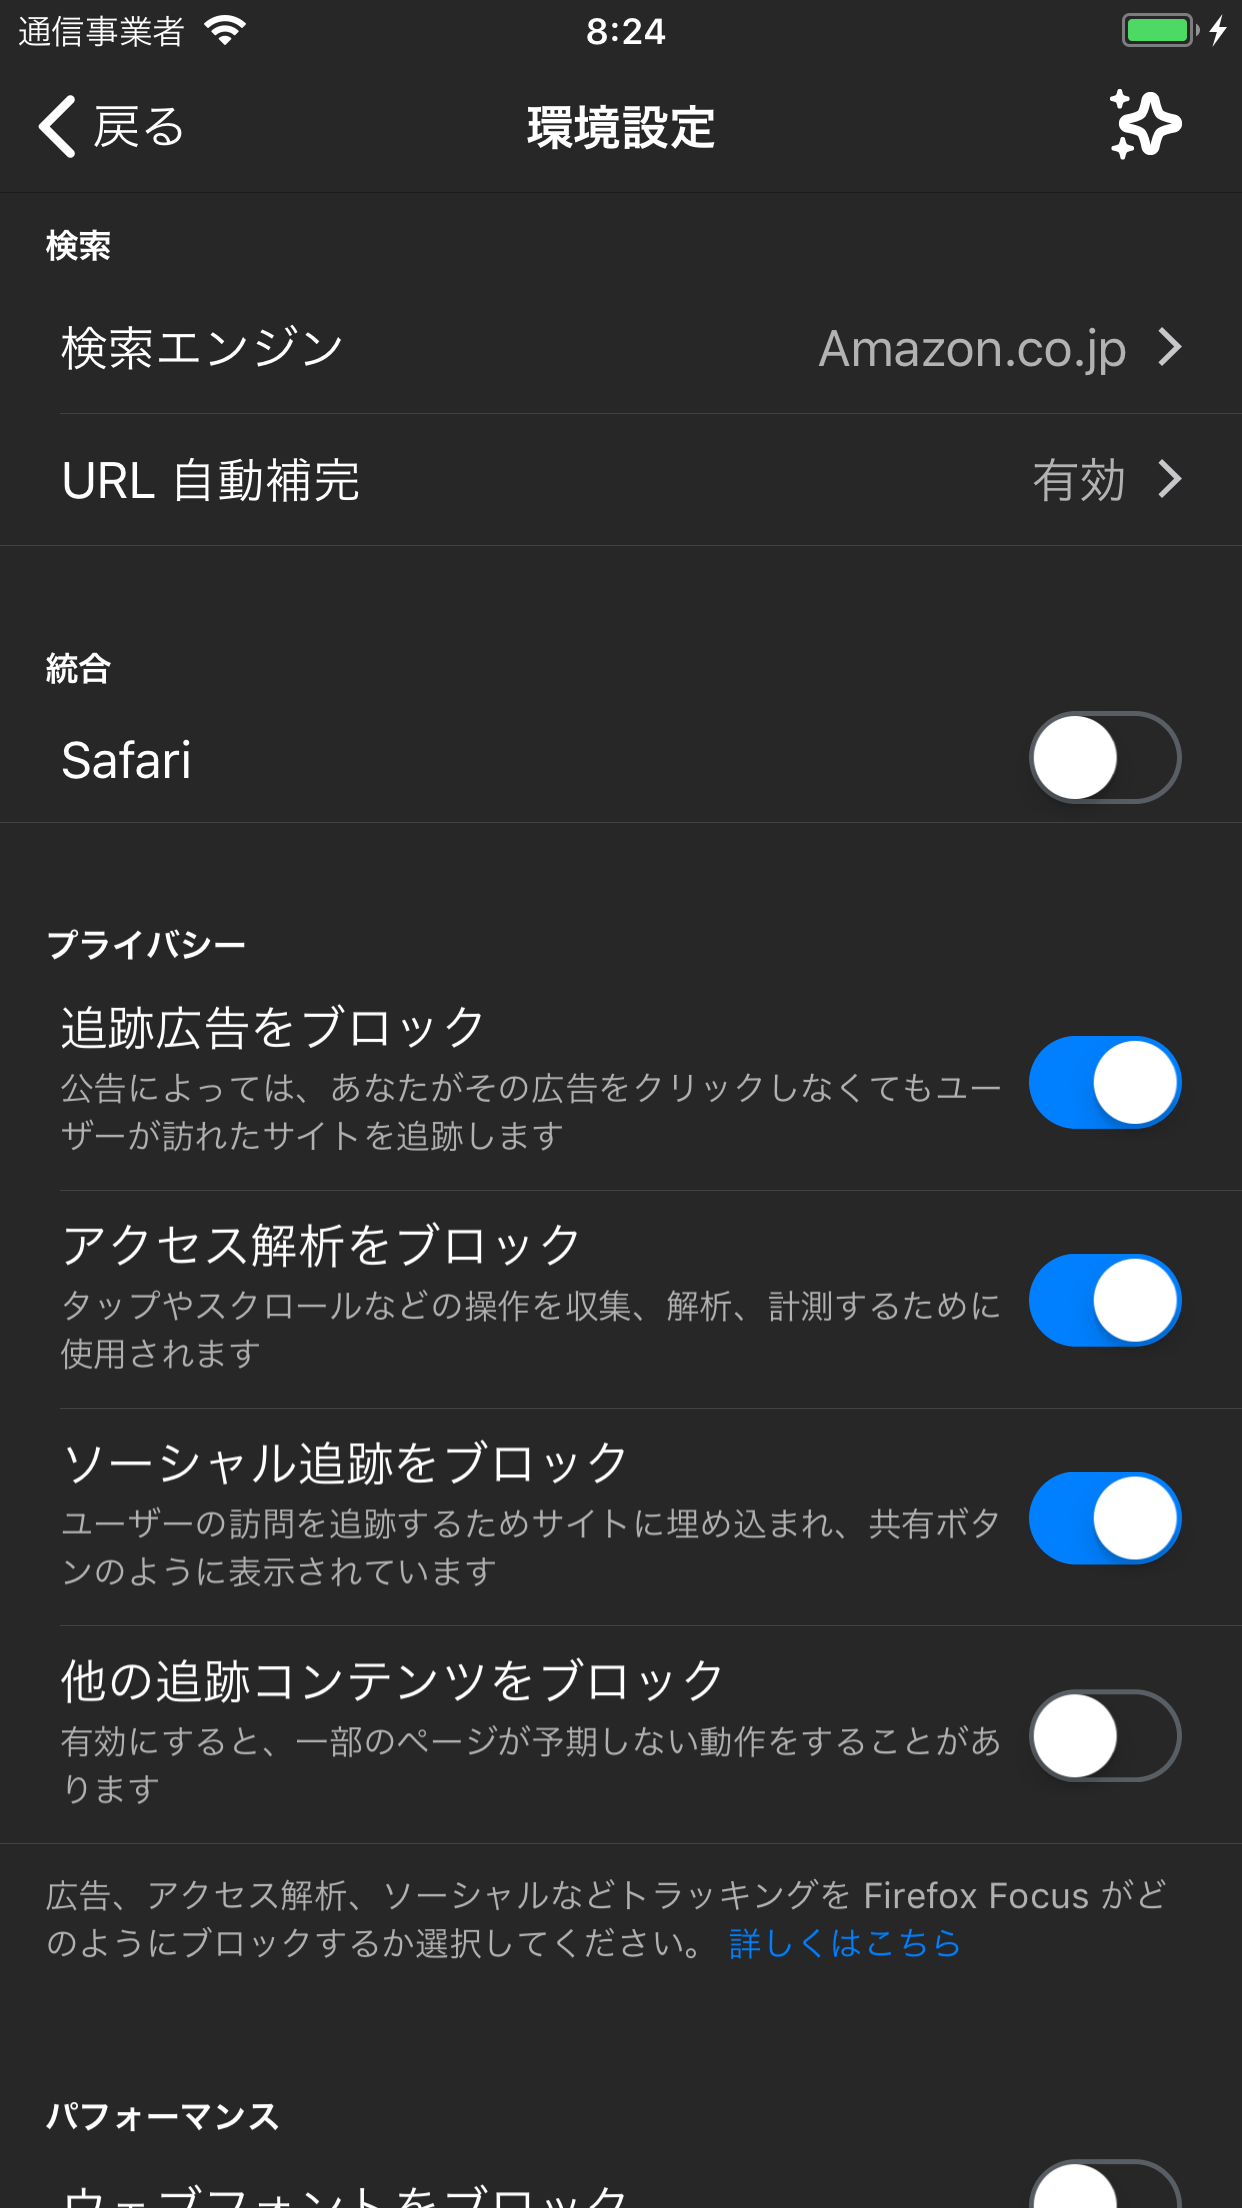 通信事業者
8:24
戻る
環境設定
検索
検索エンジン
Amazon.co.jp
URL 自動補完
有効
統合
Safari
プライバシー
追跡広告をブロック
公告によっては、あなたがその広告をクリックしなくてもユー
ザーが訪れたサイトを追跡します
アクセス解析をブロック
タップやスクロールなどの操作を収集、解析、計測するために
使用されます
ソーシャル追跡をブロック
ユーザーの訪問を追跡するためサイトに埋め込まれ、共有ボタ
ンのように表示されています
他の追跡コンテンツをブロック
有効にすると、一部のページが予期しない動作をすることがあ
ります
広告、アクセス解析、ソーシャルなどトラッキングを Firefox Focus がど
のようにブロックするか選択してください。 詳しくはこちら
パフォーマンス
ウェブフォントをブロック